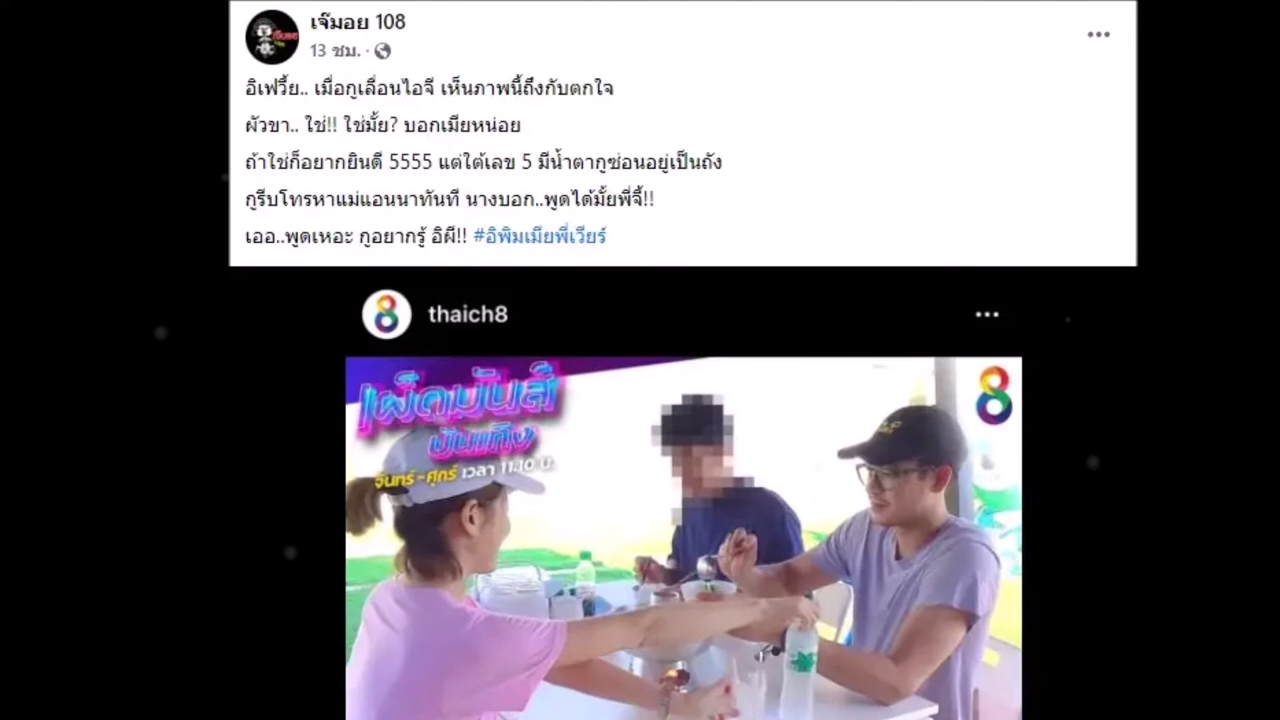 เจ๊มอย 108
13 ชม. ·
อิเฟวี้ย.. เมื่อกูเลื่อนไอจี เห็นภาพนี้ถึงกับตกใจ
ผัวขา.. ใช่!! ใช่มั้ย? บอกเมียหน่อย
ถ้าใช่ก็อยากยินดี 5555 แต่ใต้เลข 5 มีน้ำตากูซ่อนอยู่เป็นถัง
กูรีบโทรหาแม่แอนนาทันที นางบอก..พูดได้มั้ยพี่จี้!!
เออ..พูดเหอะ กูอยากรู้ อิผี!! #อิพิมเมียพี่เวียร์
8 thaich8
เผ็ดมันส์
บันเทิง
8
จันทร์-ศุกร์ เวลา 11.10 น.